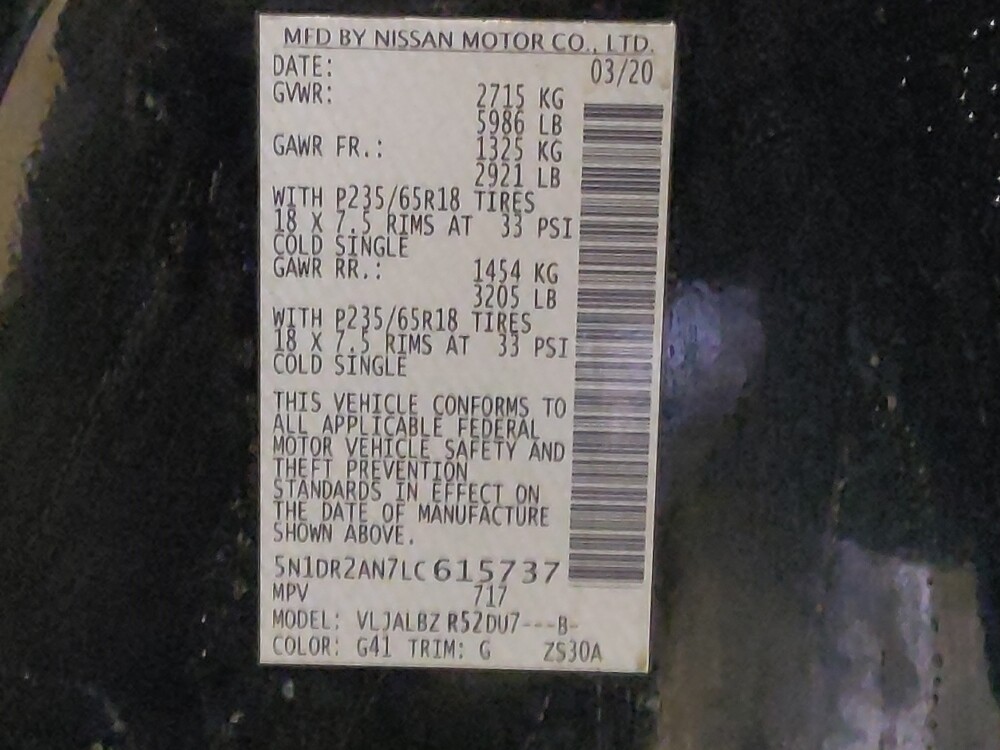 MFD BY NISSAN MOTOR CO., LTD.
DATE: 03/20
GVWR: 2715 KG
5986 LB
GAWR FR.: 1325 KG
2921 LB
WITH P235/65R18 TIRES
18 X 7.5 RIMS AT 33 PSI
COLD SINGLE
GAWR RR.: 1454 KG
3205 LB
WITH P235/65R18 TIRES
18 X 7.5 RIMS AT 33 PSI
COLD SINGLE
THIS VEHICLE CONFORMS TO
ALL APPLICABLE FEDERAL
MOTOR VEHICLE SAFETY AND
THEFT PREVENTION
STANDARDS IN EFFECT ON
THE DATE OF MANUFACTURE
SHOWN ABOVE.
5N1DR2AN7LC615737
MPV 717
MODEL: VLJALBZ R52DU7---B-
COLOR: G41 TRIM: G ZS30A